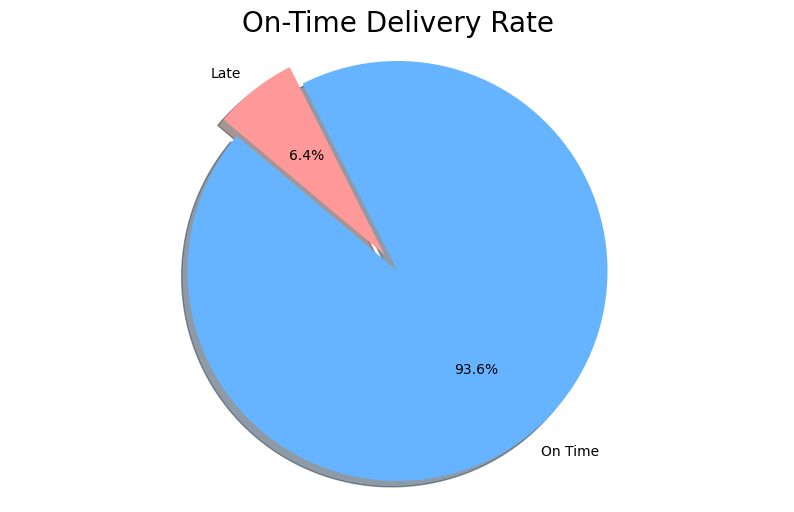 On-Time Delivery Rate
Late
6.4%
93.6%
On Time